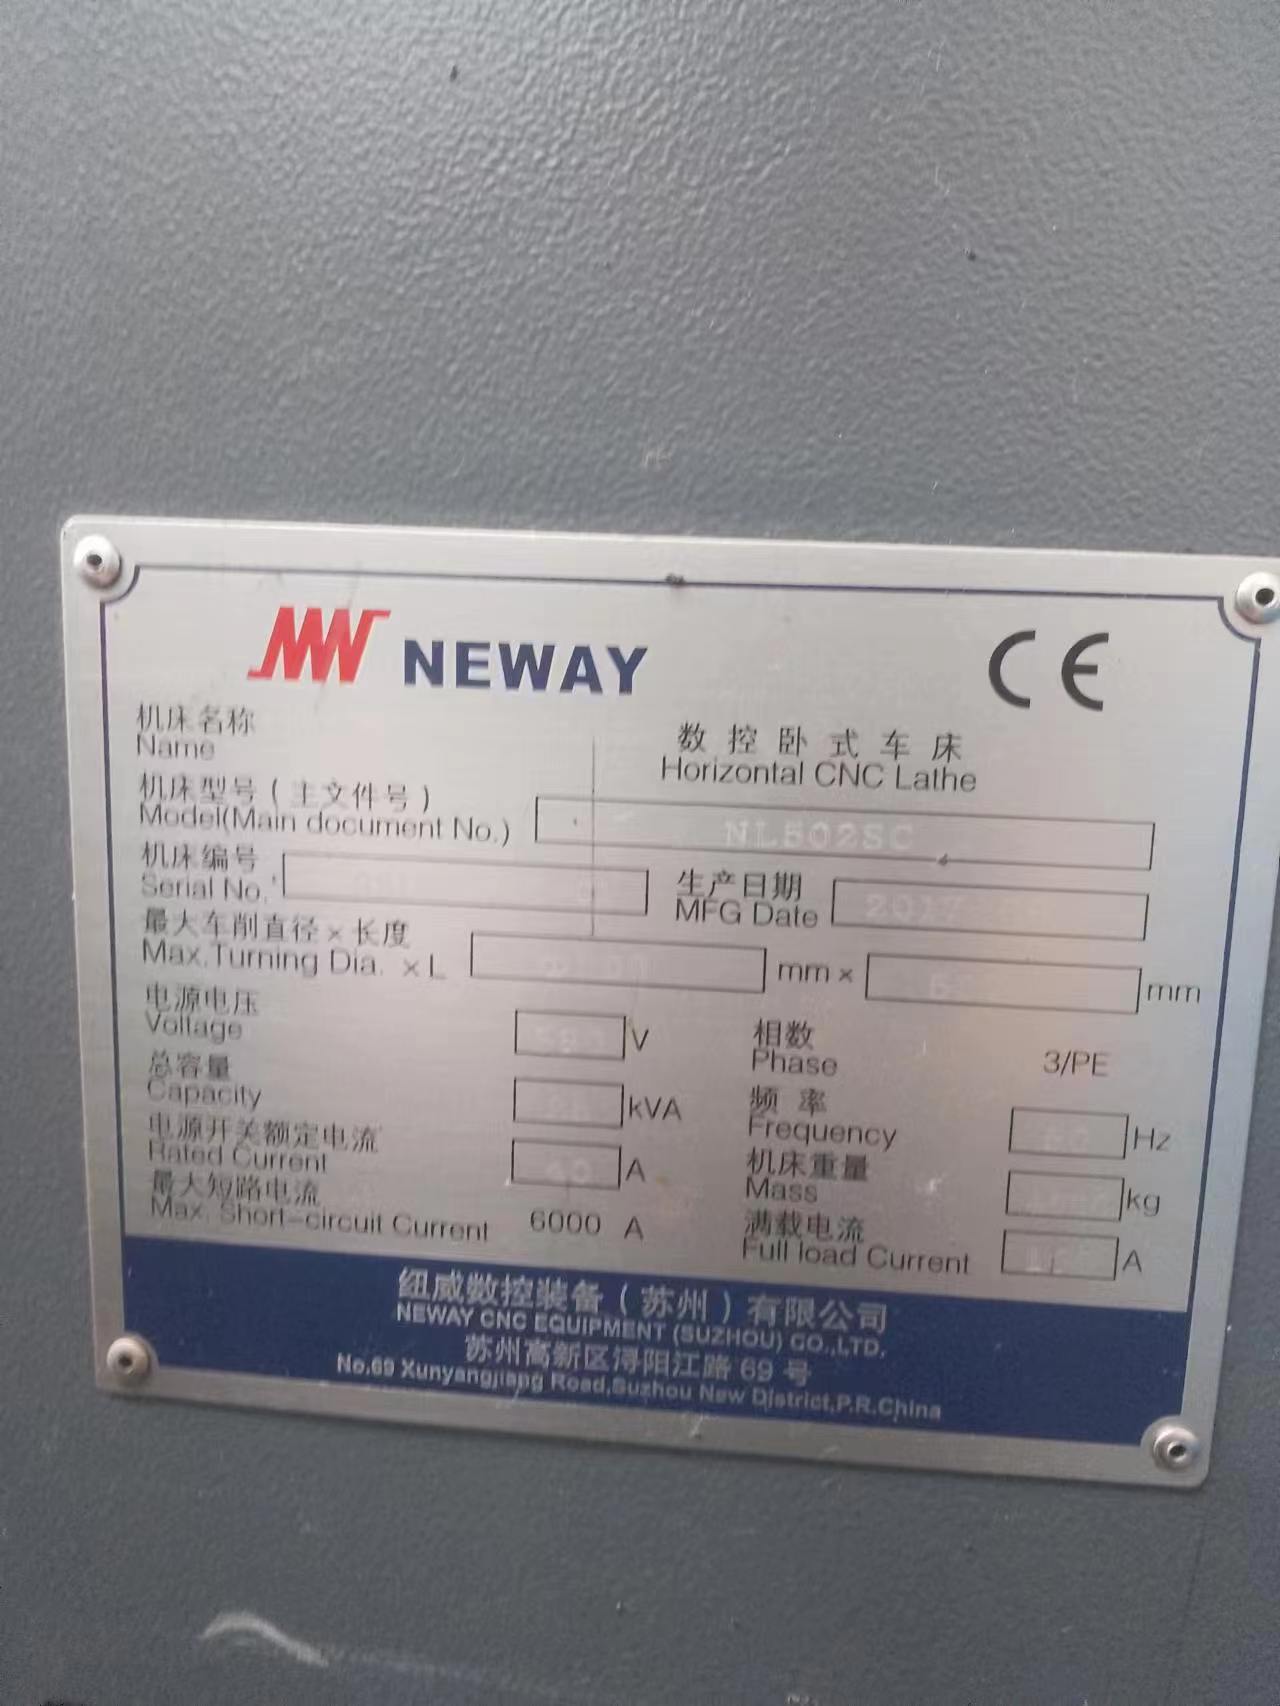 NEWAY
CE
机床名称
Name
数控卧式车床
Horizontal CNC Lathe
机床型号(主文件号)
Model(Main document No.)
NL502SC
机床编号
Serial No.
生产日期
MFG Date
2017
最大车削直径×长度
Max.Turning Dia. ×L
mm ×
mm
电源电压
Voltage
V
相数
Phase
3/PE
总容量
Capacity
kVA
频率
Frequency
Hz
电源开关额定电流
Rated Current
40 A
机床重量
Mass
kg
最大短路电流
Max. Short-circuit Current 6000 A
满载电流
Full load Current
A
纽威数控装备(苏州)有限公司
NEWAY CNC EQUIPMENT (SUZHOU) CO.,LTD.
苏州高新区浔阳江路 69 号
No.69 Xunyangjiang Road,Suzhou New District,P.R.China